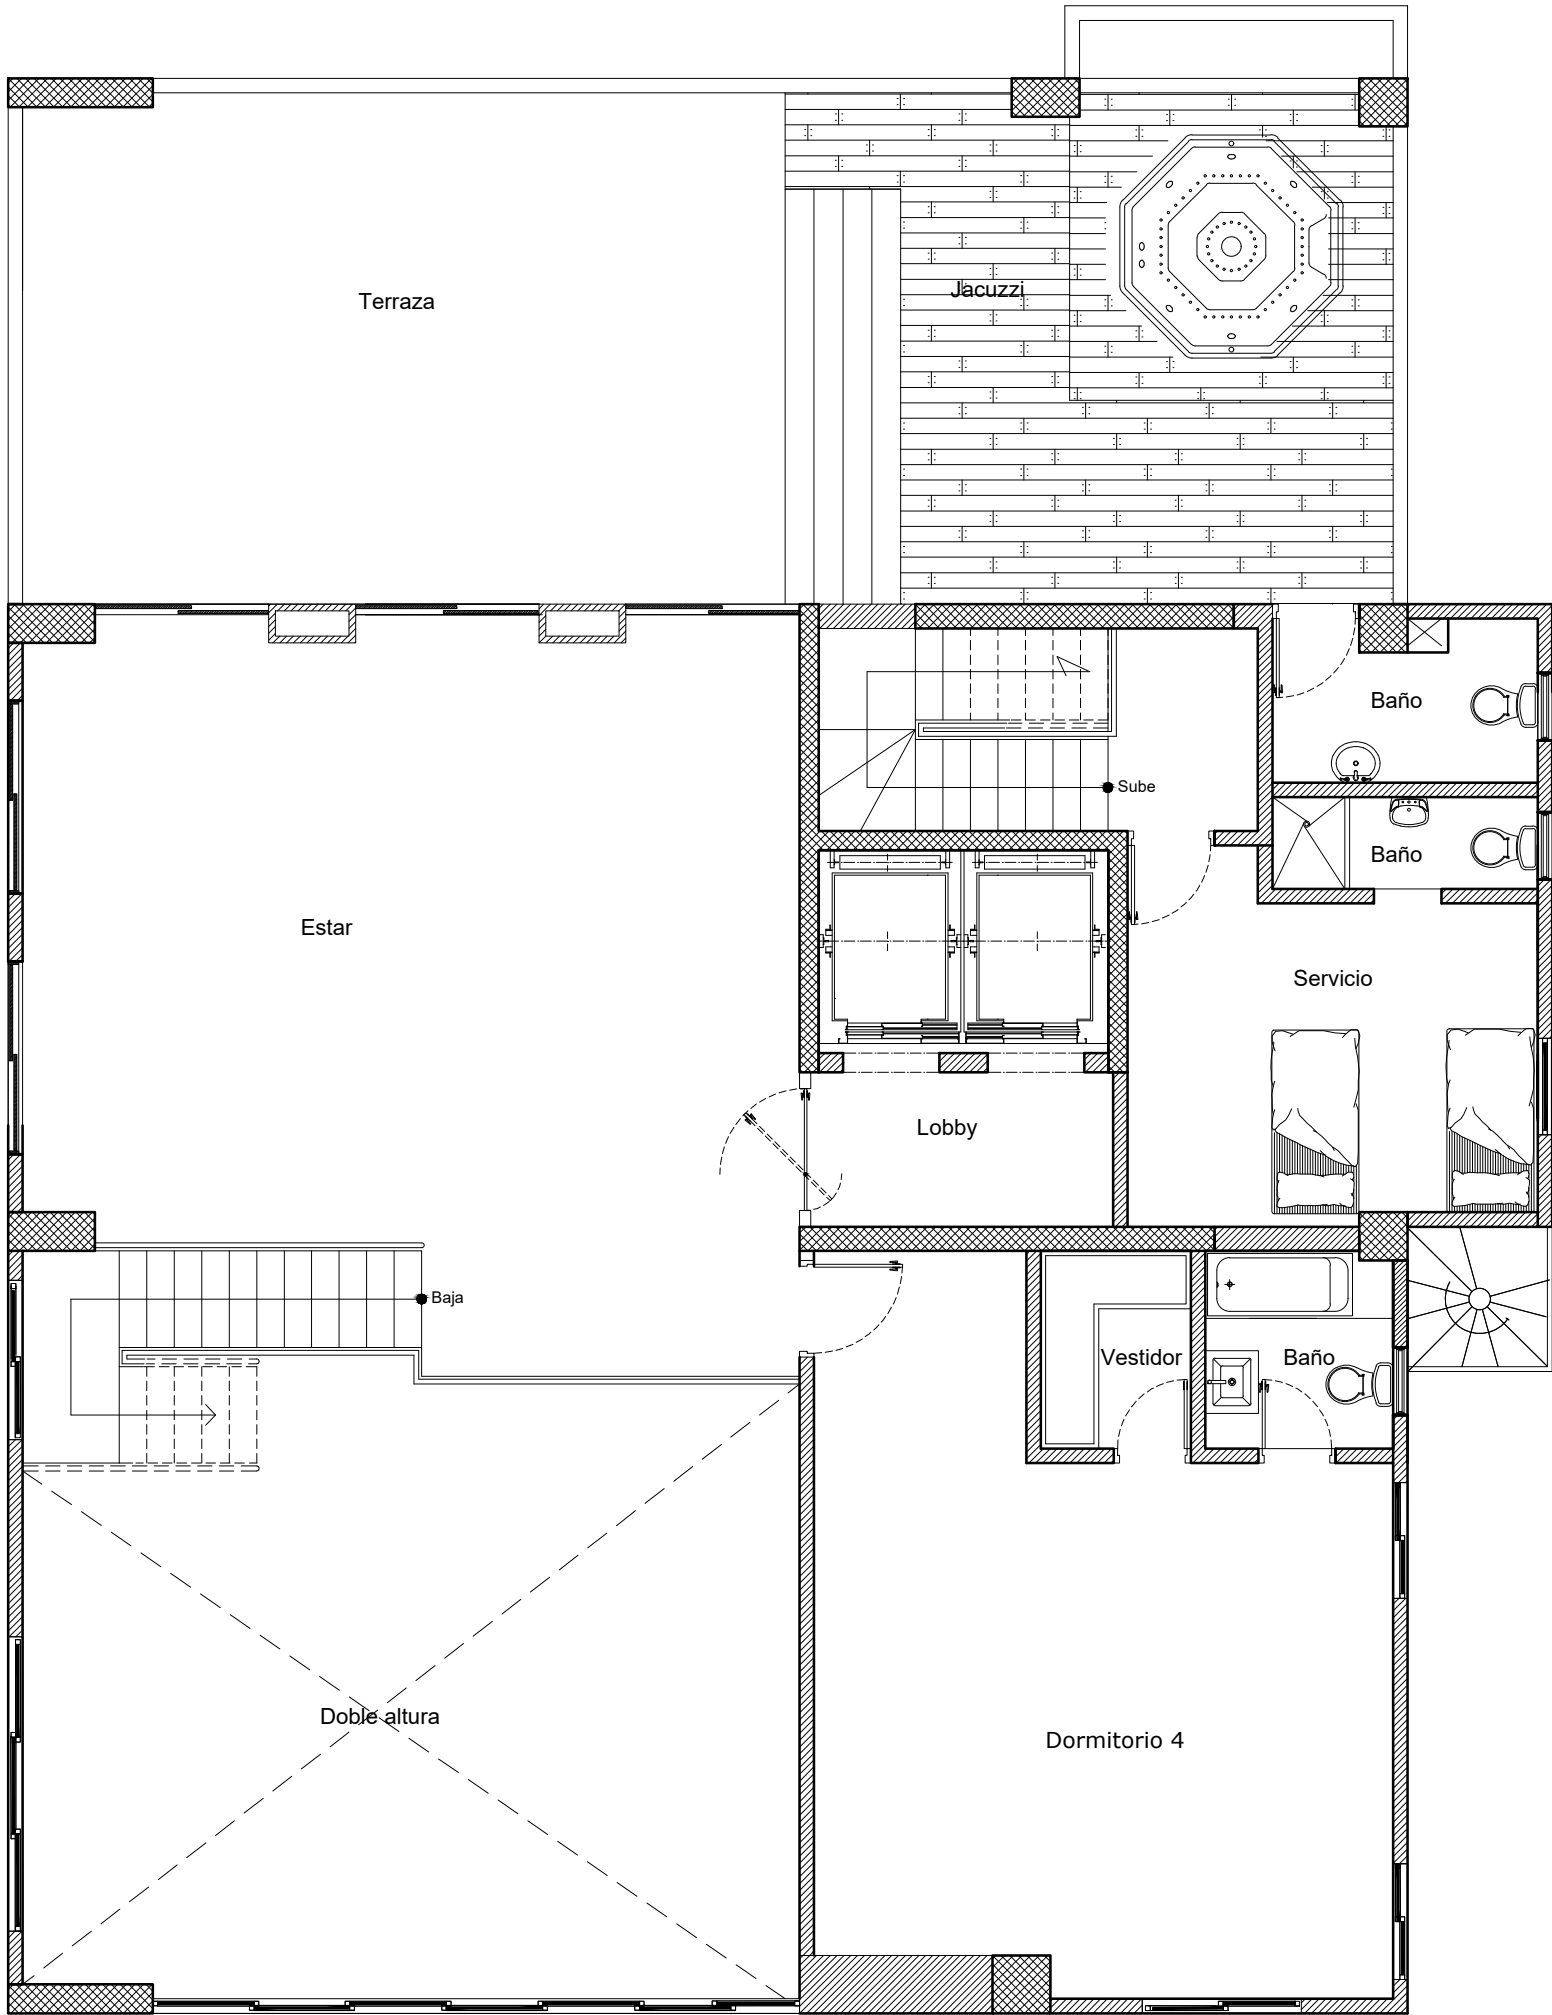 Terraza
Jacuzzi
Baño
Sube
Baño
Estar
Servicio
Lobby
Baja
Vestidor
Baño
Doble altura
Dormitorio 4